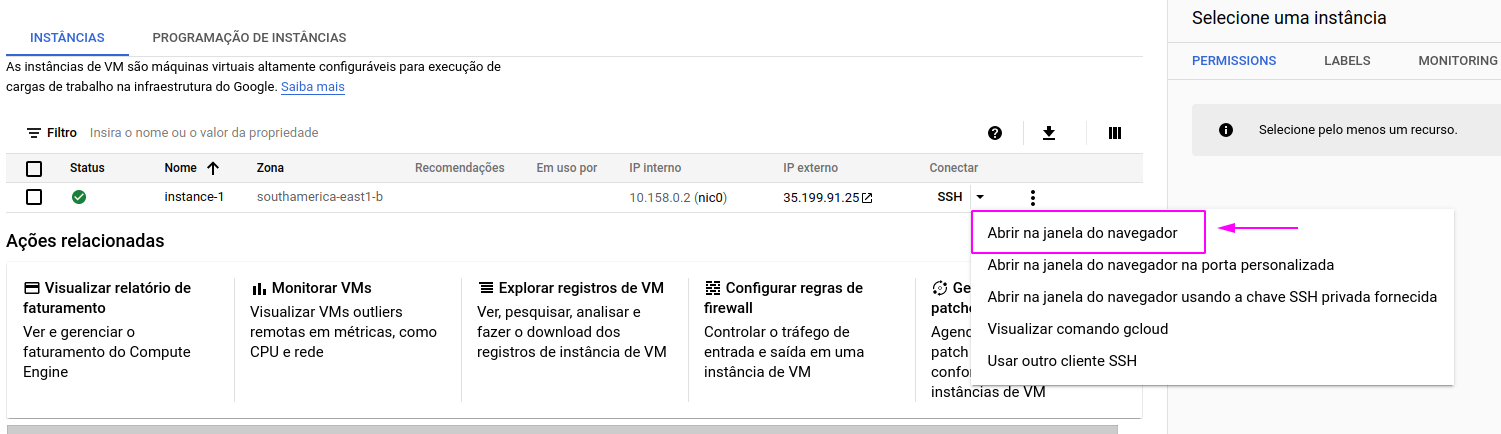 INSTÂNCIAS PROGRAMAÇÃO DE INSTÂNCIAS
As instâncias de VM são máquinas virtuais altamente configuráveis para execução de
cargas de trabalho na infraestrutura do Google. Saiba mais
Filtro Insira o nome ou o valor da propriedade
Status Nome Zona Recomendações Em uso por IP interno IP externo Conectar
instance-1 southamerica-east1-b 10.158.0.2 (nic0) 35.199.91.25 SSH
Abrir na janela do navegador
Abrir na janela do navegador na porta personalizada
Abrir na janela do navegador usando a chave SSH privada fornecida
Visualizar comando gcloud
Usar outro cliente SSH
Ações relacionadas
Visualizar relatório de
faturamento
Ver e gerenciar o
faturamento do Compute
Engine
Monitorar VMs
Visualizar VMs outliers
remotas em métricas, como
CPU e rede
Explorar registros de VM
Ver, pesquisar, analisar e
fazer o download dos
registros de instância de VM
Configurar regras de
firewall
Controlar o tráfego de
entrada e saída em uma
instância de VM
Ge
patche
Agend
patch
confor
instâncias de VM
Selecione uma instância
PERMISSIONS LABELS MONITORING
Selecione pelo menos um recurso.